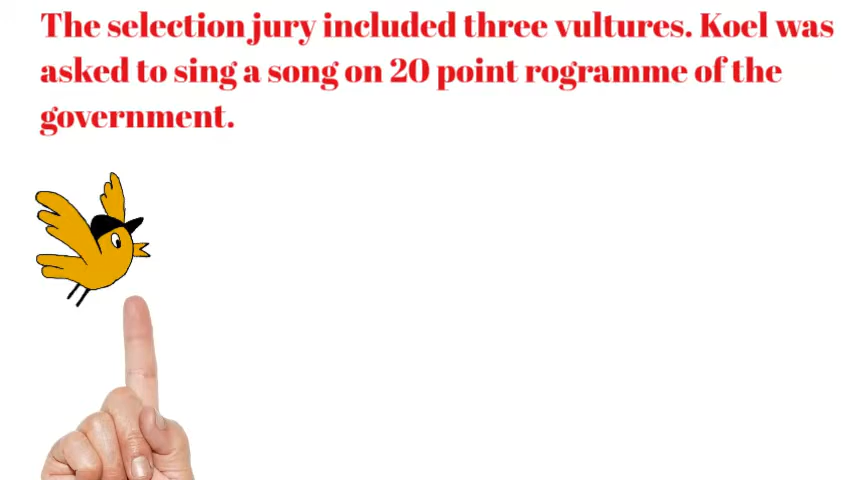 The selection jury included three vultures. Koel was
asked to sing a song on 20 point rogramme of the
government.